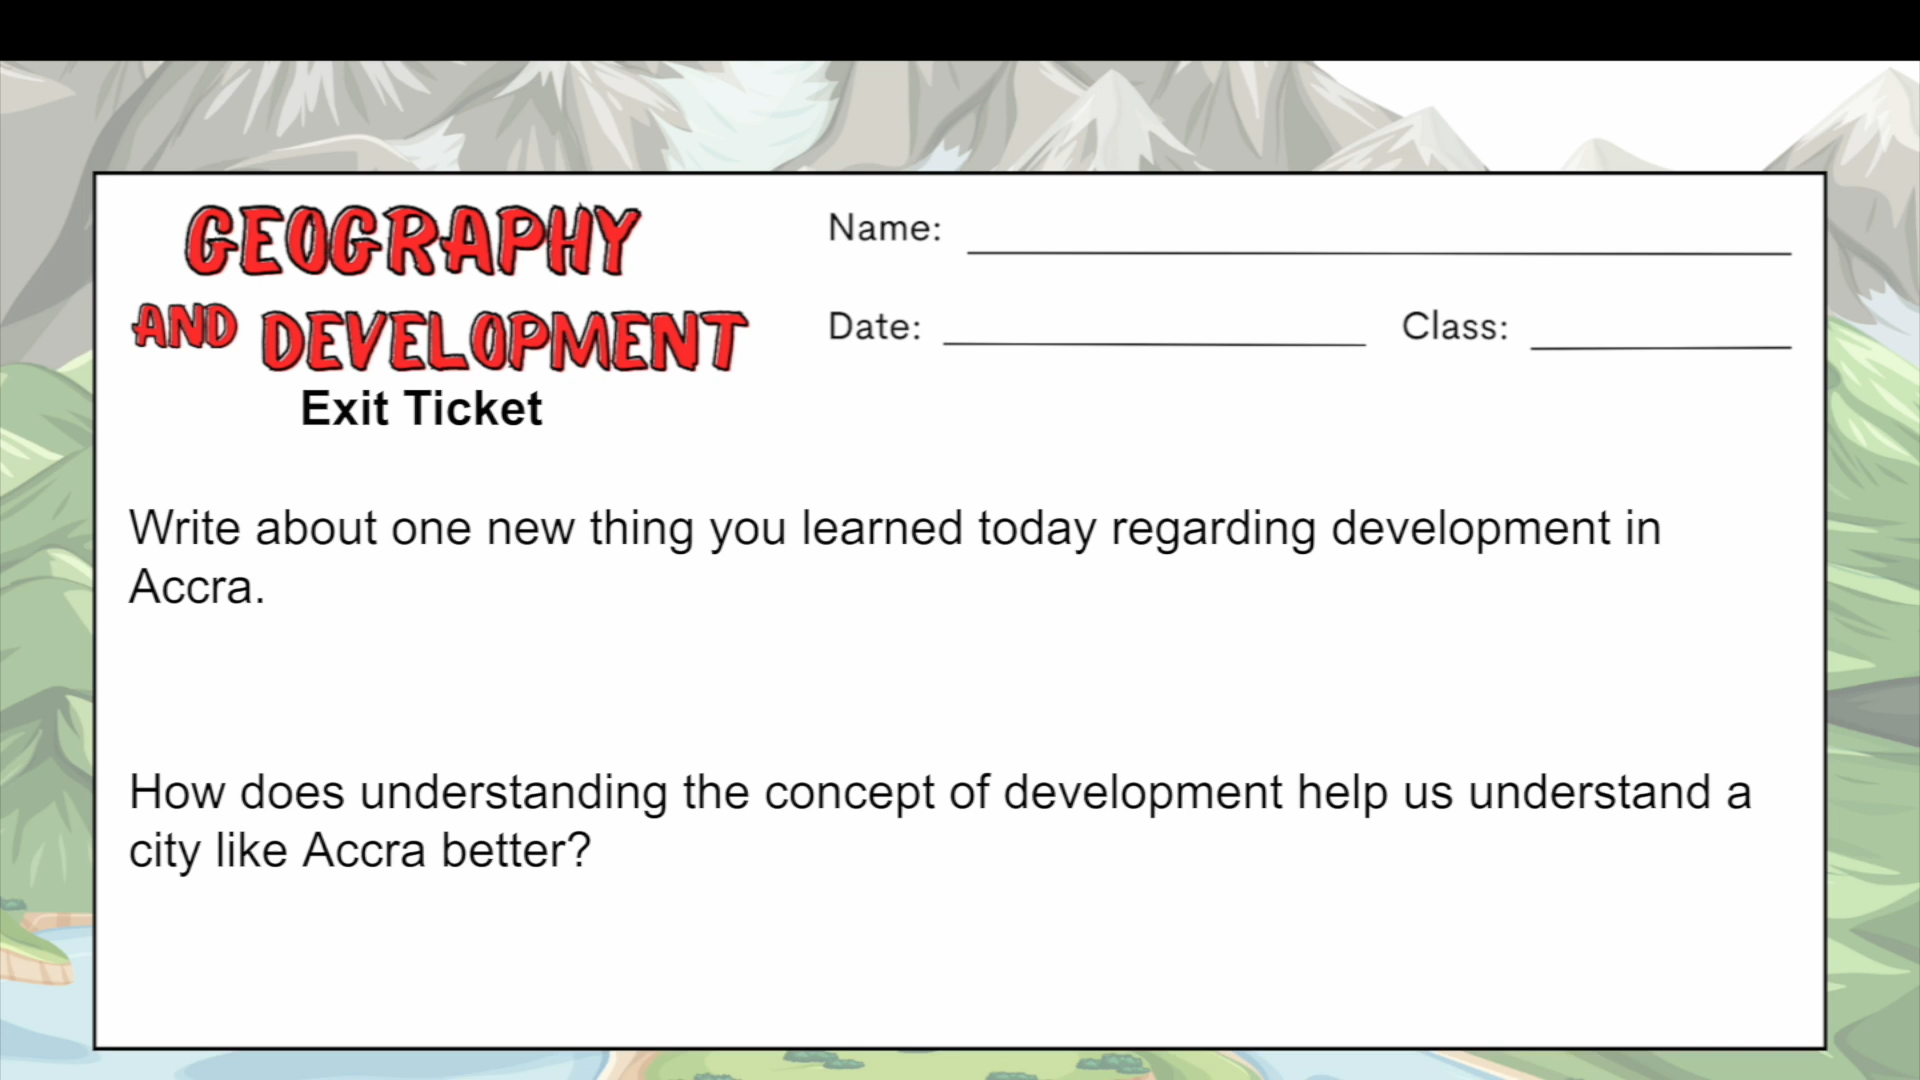 GEOGRAPHY
AND DEVELOPMENT
Exit Ticket
Name:
Date:
Class:
Write about one new thing you learned today regarding development in
Accra.
How does understanding the concept of development help us understand a
city like Accra better?